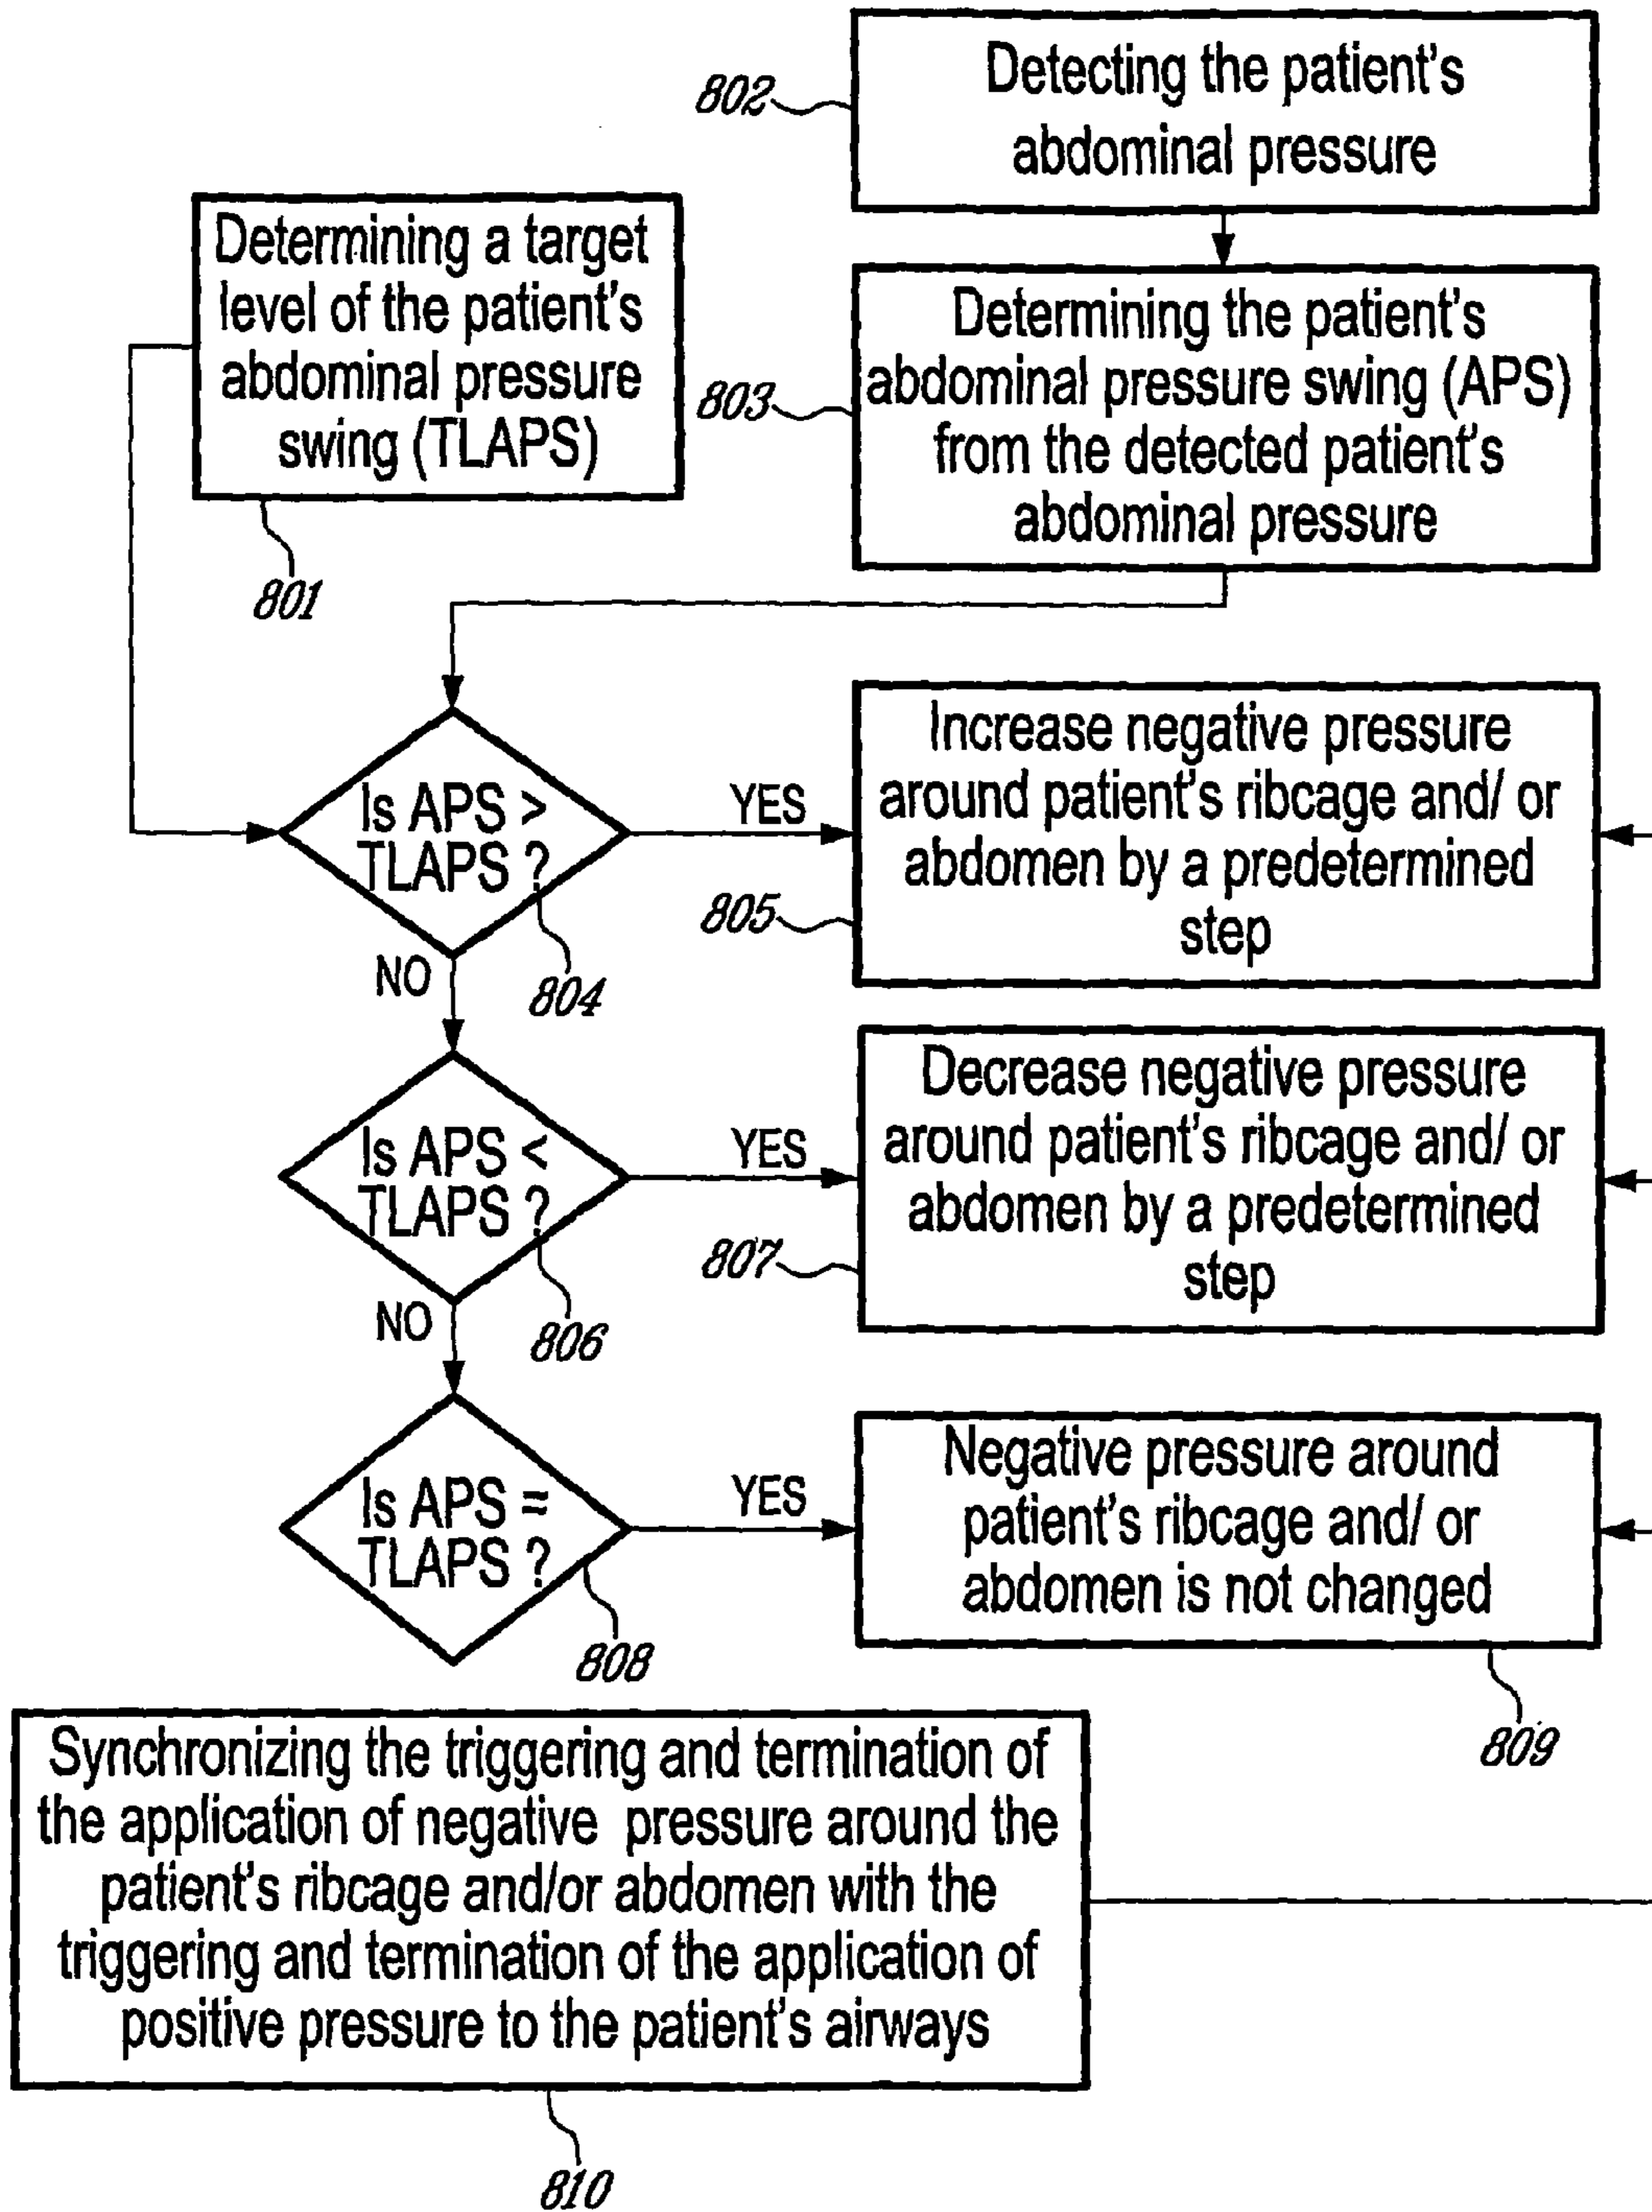 802
Detecting the patient's
abdominal pressure
Determining a target
level of the patient's
abdominal pressure
swing (TLAPS)
801
803
Determining the patient's
abdominal pressure swing (APS)
from the detected patient's
abdominal pressure
Is APS >
TLAPS ?
804
YES
NO
805
Increase negative pressure
around patient's ribcage and/ or
abdomen by a predetermined
step
Is APS <
TLAPS ?
806
YES
NO
807
Decrease negative pressure
around patient's ribcage and/ or
abdomen by a predetermined
step
Is APS =
TLAPS ?
808
YES
Negative pressure around
patient's ribcage and/ or
abdomen is not changed
809
Synchronizing the triggering and termination of
the application of negative pressure around the
patient's ribcage and/or abdomen with the
triggering and termination of the application of
positive pressure to the patient's airways
810